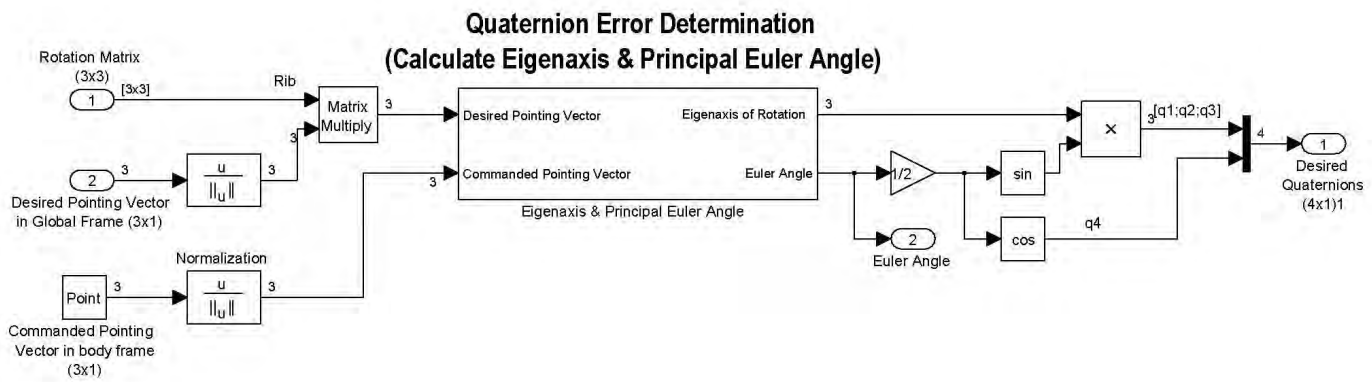 Quaternion Error Determination
(Calculate Eigenaxis & Principal Euler Angle)
Rotation Matrix
(3x3)
1
[3x3]
Rib
Matrix
Multiply
3
3
2
3
u
||u||
3
Desired Pointing Vector
in Global Frame (3x1)
Point
3
Normalization
u
||u||
3
Commanded Pointing
Vector in body frame
(3x1)
3
Desired Pointing Vector
Commanded Pointing Vector
Eigenaxis of Rotation
Euler Angle
Eigenaxis & Principal Euler Angle
3
1/2
2
Euler Angle
sin
cos
×
3
[q1;q2;q3]
q4
4
1
Desired
Quaternions
(4x1)1